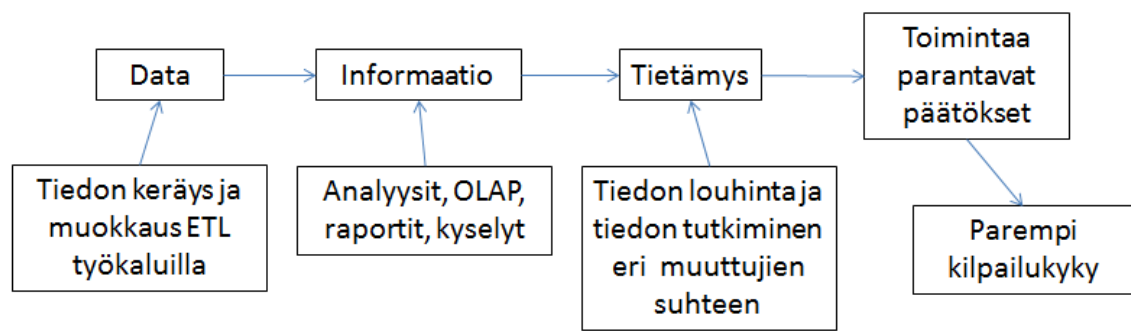 Data
Informaatio
Tietämys
Toimintaa
parantavat
päätökset
Tiedon keräys ja
muokkaus ETL
työkaluilla
Analyysit, OLAP,
raportit, kyselyt
Tiedon louhinta ja
tiedon tutkiminen
eri muuttujien
suhteen
Parempi
kilpailukyky